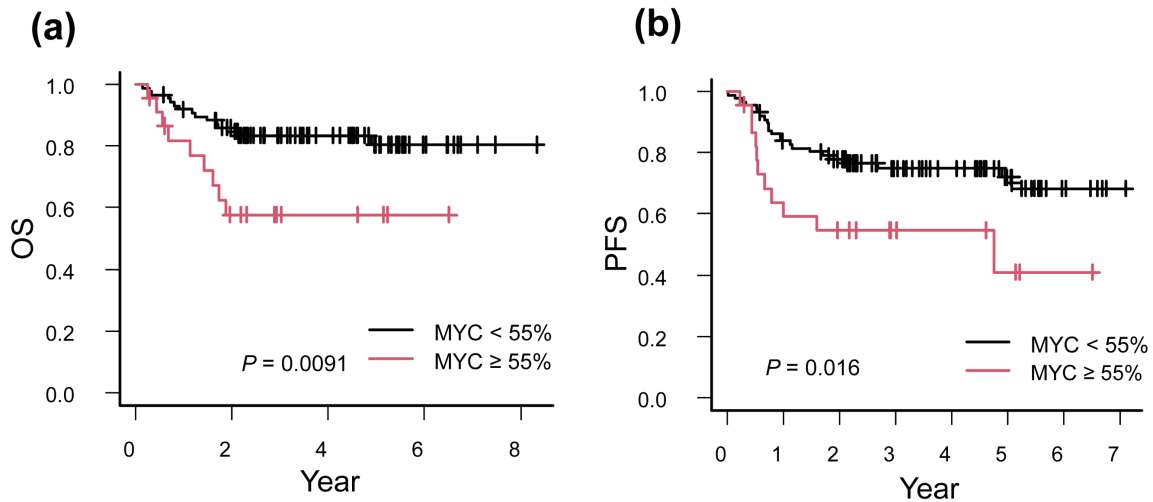 (a)
OS
1.0
0.8
0.6
0.4
0.2
0.0
MYC < 55%
MYC ≥ 55%
P = 0.0091
0 2 4 6 8
Year
(b)
PFS
1.0
0.8
0.6
0.4
0.2
0.0
MYC < 55%
MYC ≥ 55%
P = 0.016
0 1 2 3 4 5 6 7
Year